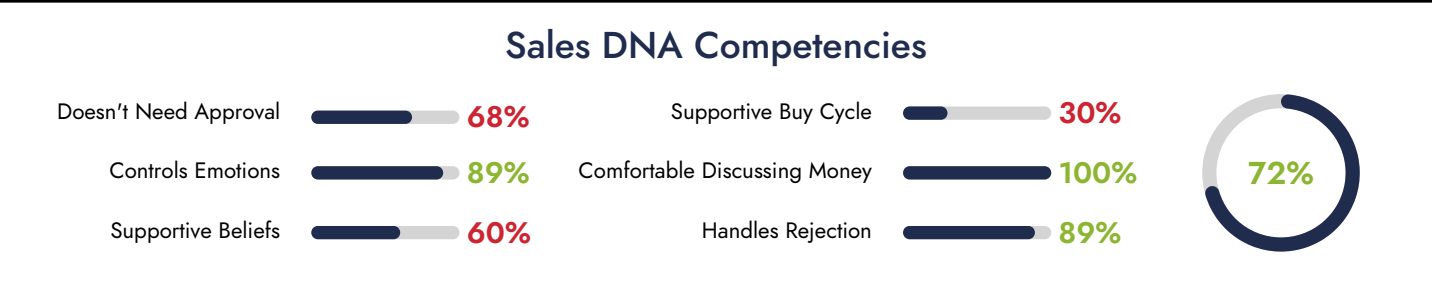 Sales DNA Competencies
Doesn't Need Approval 68%
Controls Emotions 89%
Supportive Beliefs 60%
Supportive Buy Cycle 30%
Comfortable Discussing Money 100%
Handles Rejection 89%
72%